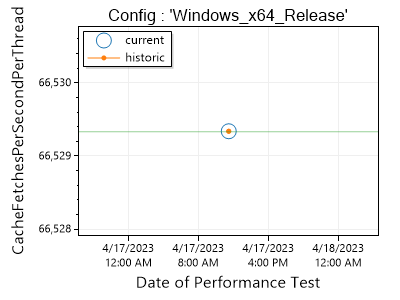 Config : 'Windows_x64_Release'
current
historic
CacheFetchesPerSecondPerThread
66,530
66,529
66,528
4/17/2023 4/17/2023 4/17/2023 4/18/2023
12:00 AM 8:00 AM 4:00 PM 12:00 AM
Date of Performance Test